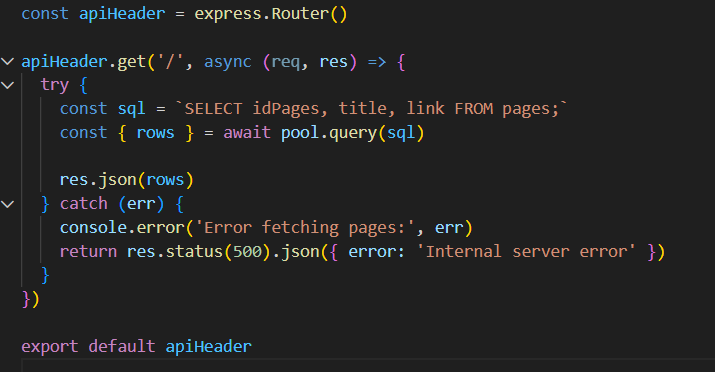 const apiHeader = express.Router()
apiHeader.get('/', async (req, res) => {
try {
const sql = `SELECT idPages, title, link FROM pages;`
const { rows } = await pool.query(sql)
res.json(rows)
} catch (err) {
console.error('Error fetching pages:', err)
return res.status(500).json({ error: 'Internal server error' })
}
})
export default apiHeader